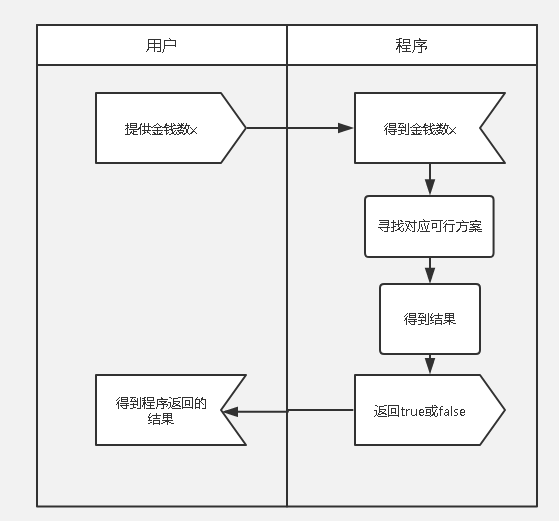 用户
程序
提供金钱数x
得到金钱数x
寻找对应可行方案
得到结果
返回true或false
得到程序返回的
结果